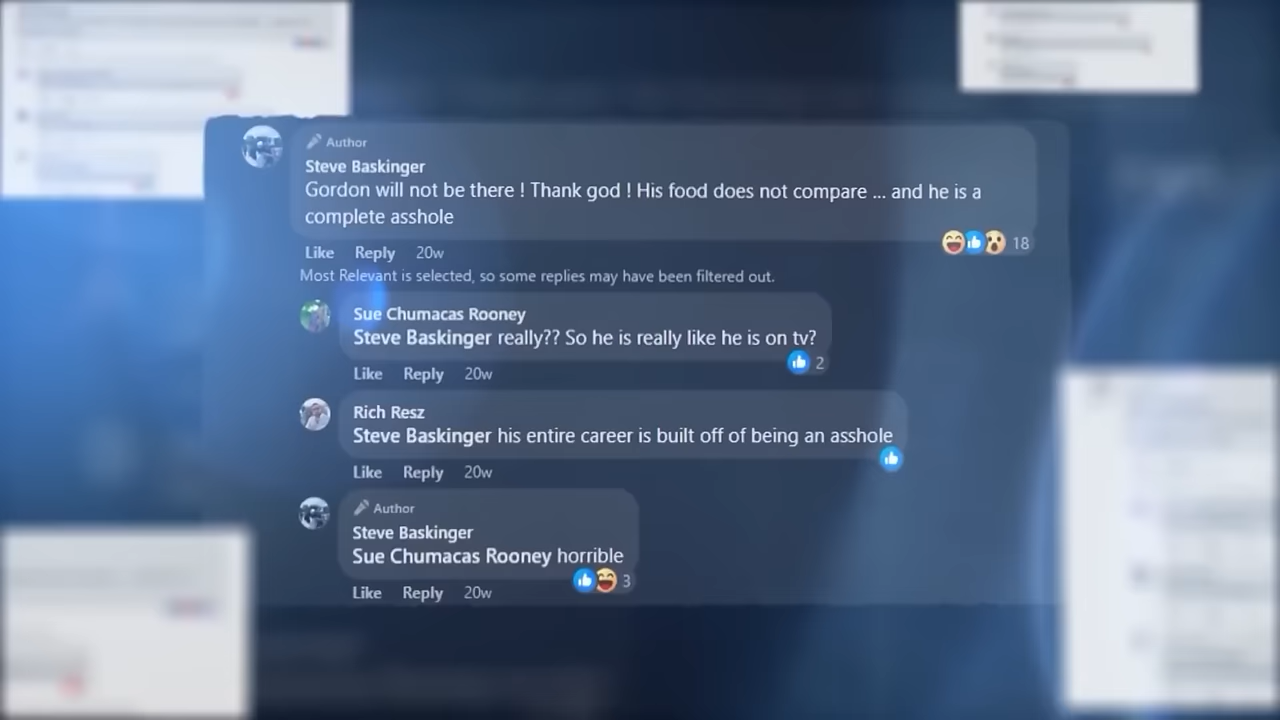 Author
Steve Baskinger
Gordon will not be there ! Thank god ! His food does not compare ... and he is a
complete asshole
18
Like Reply 20w
Most Relevant is selected, so some replies may have been filtered out.
Sue Chumacas Rooney
Steve Baskinger really?? So he is really like he is on tv?
2
Like Reply 20w
Rich Resz
Steve Baskinger his entire career is built off of being an asshole
Like Reply 20w
Author
Steve Baskinger
Sue Chumacas Rooney horrible
3
Like Reply 20w